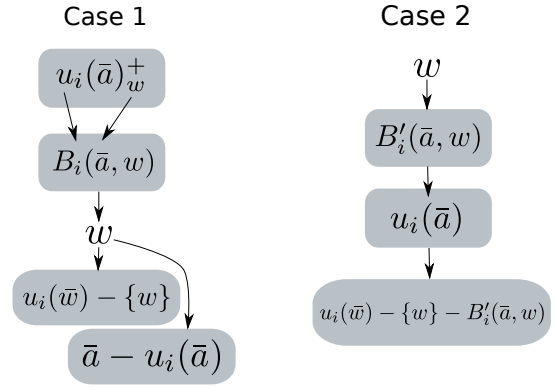 Case 1
u_i(ā)_w^+
B_i(ā, w)
w
u_i(w̄) − {w}
ā − u_i(ā)
Case 2
w
B′_i(ā, w)
u_i(ā)
u_i(w̄) − {w} − B′_i(ā, w)